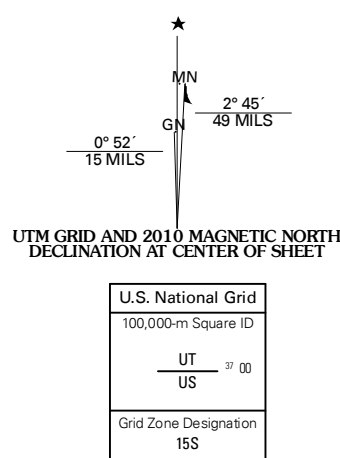 ★
MN
GN
2° 45´
49 MILS
0° 52´
15 MILS
UTM GRID AND 2010 MAGNETIC NORTH
DECLINATION AT CENTER OF SHEET
U.S. National Grid
100,000-m Square ID
UT
37 00
US
Grid Zone Designation
15S